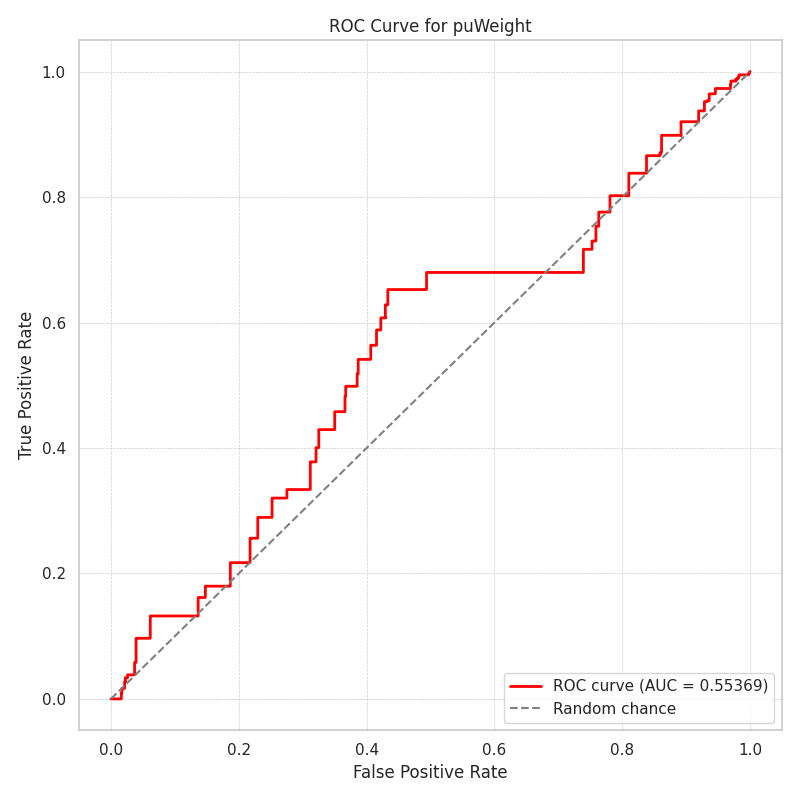 ROC Curve for puWeight
1.0
0.8
0.6
0.4
0.2
0.0
True Positive Rate
0.0 0.2 0.4 0.6 0.8 1.0
False Positive Rate
ROC curve (AUC = 0.55369)
Random chance